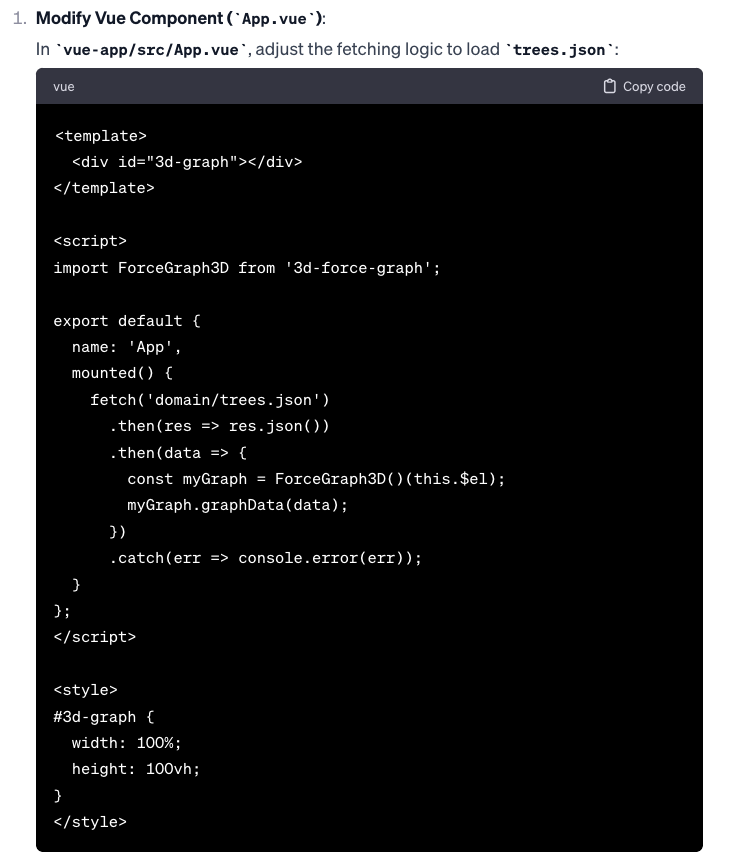 1. Modify Vue Component (`App.vue`):
In `vue-app/src/App.vue`, adjust the fetching logic to load `trees.json`:
vue Copy code
<template>
  <div id="3d-graph"></div>
</template>
<script>
import ForceGraph3D from '3d-force-graph';
export default {
  name: 'App',
  mounted() {
    fetch('domain/trees.json')
      .then(res => res.json())
      .then(data => {
        const myGraph = ForceGraph3D()(this.$el);
        myGraph.graphData(data);
      })
      .catch(err => console.error(err));
  }
};
</script>
<style>
#3d-graph {
  width: 100%;
  height: 100vh;
}
</style>